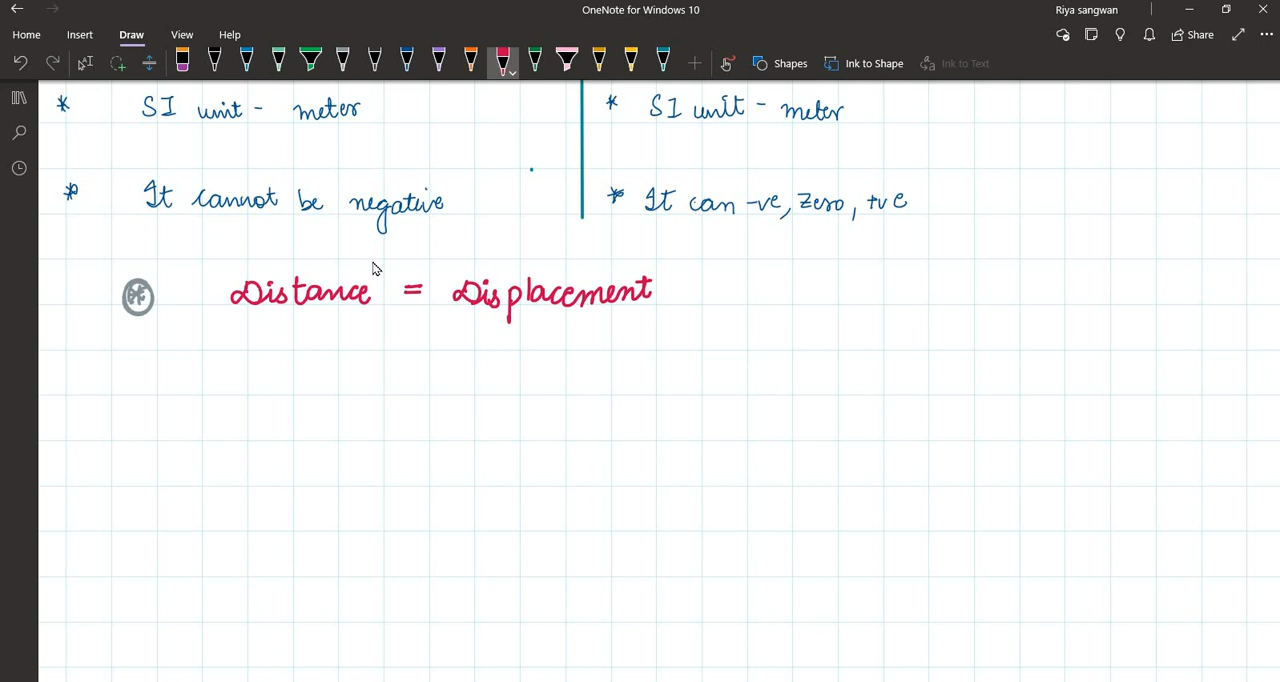 OneNote for Windows 10
Riya sangwan
Home Insert Draw View Help
Share
Shapes Ink to Shape Ink to Text
* SI unit - meter
* SI unit - meter
* It cannot be negative
* It can -ve, zero, +ve
* Distance = Displacement